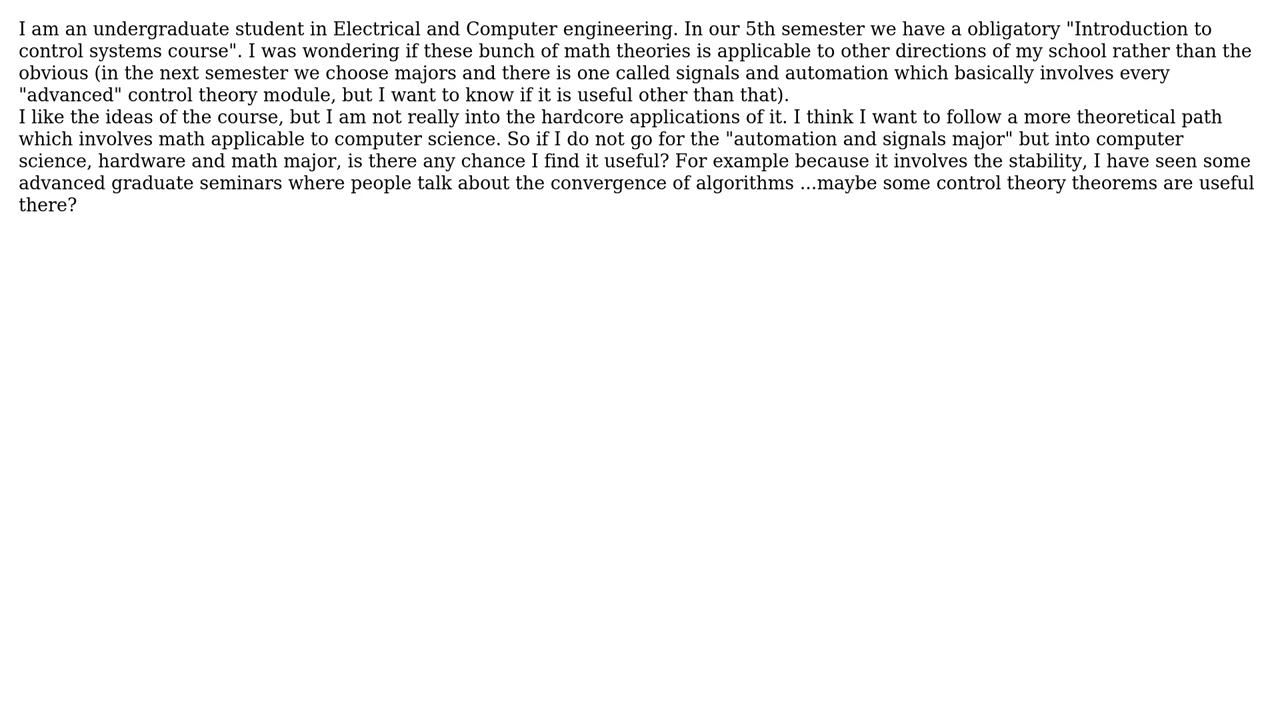 I am an undergraduate student in Electrical and Computer engineering. In our 5th semester we have a obligatory "Introduction to
control systems course". I was wondering if these bunch of math theories is applicable to other directions of my school rather than the
obvious (in the next semester we choose majors and there is one called signals and automation which basically involves every
"advanced" control theory module, but I want to know if it is useful other than that).
I like the ideas of the course, but I am not really into the hardcore applications of it. I think I want to follow a more theoretical path
which involves math applicable to computer science. So if I do not go for the "automation and signals major" but into computer
science, hardware and math major, is there any chance I find it useful? For example because it involves the stability, I have seen some
advanced graduate seminars where people talk about the convergence of algorithms ...maybe some control theory theorems are useful
there?